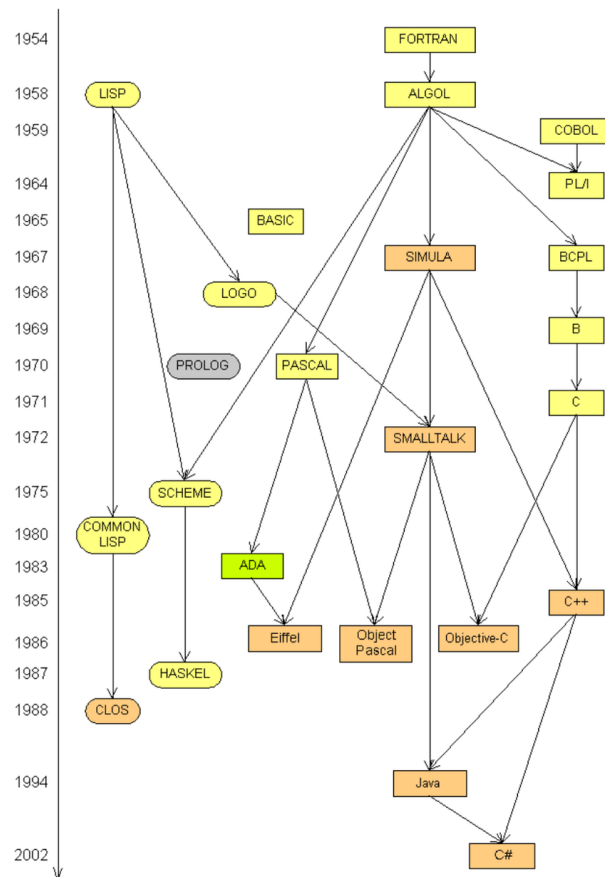 1954
FORTRAN
1958
LISP
ALGOL
1959
COBOL
1964
PL/I
1965
BASIC
1967
SIMULA
BCPL
1968
LOGO
1969
B
1970
PROLOG
PASCAL
1971
C
1972
SMALLTALK
1975
SCHEME
1980
COMMON
LISP
1983
ADA
1985
C++
1986
Eiffel
Object
Pascal
Objective-C
1987
HASKEL
1988
CLOS
1994
Java
2002
C#